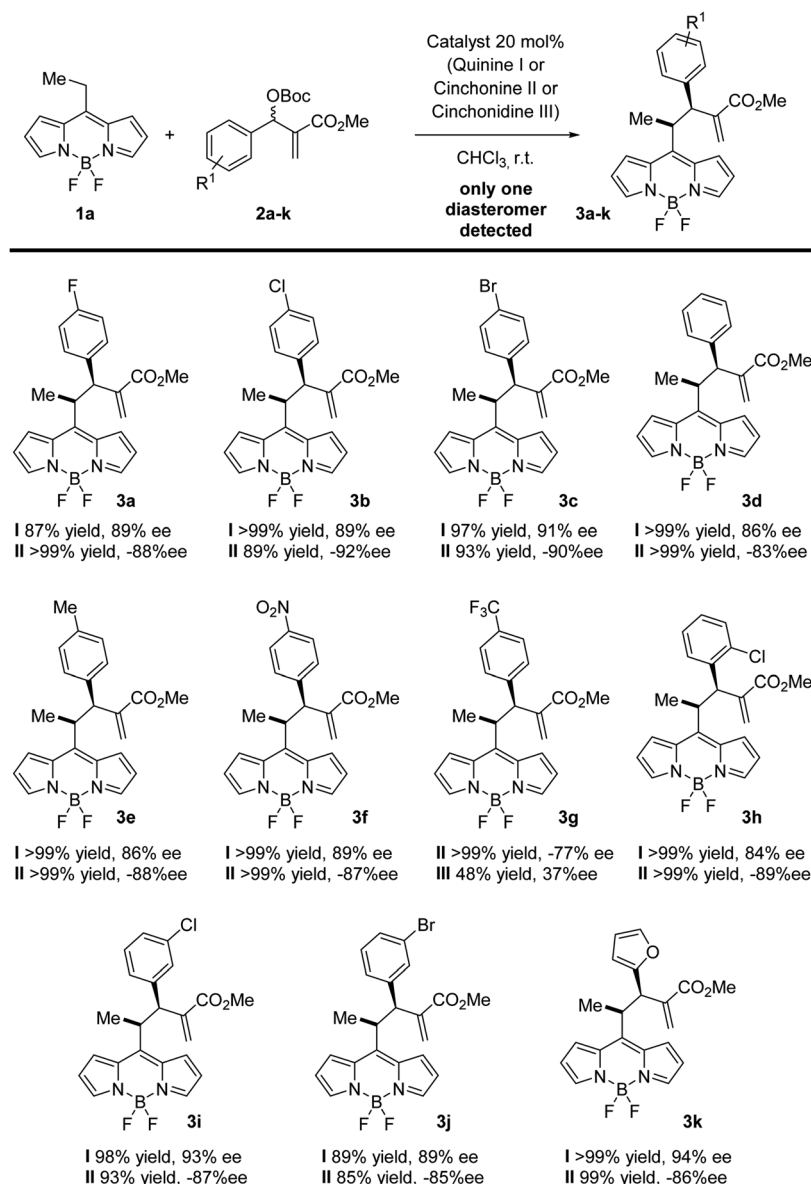 Et
Me
N
N
B
F
F
1a
+
OBoc
CO2Me
R1
2a-k
Catalyst 20 mol%
(Quinine I or
Cinchonine II or
Cinchonidine III)
CHCl3, r.t.
only one
diasteromer
detected
R1
CO2Me
Me
N
N
B
F
F
3a-k
F
CO2Me
Me
N
N
B
F
F
3a
I 87% yield, 89% ee
II >99% yield, -88%ee
Cl
CO2Me
Me
N
N
B
F
F
3b
I >99% yield, 89% ee
II 89% yield, -92%ee
Br
CO2Me
Me
N
N
B
F
F
3c
I 97% yield, 91% ee
II 93% yield, -90%ee
CO2Me
Me
N
N
B
F
F
3d
I >99% yield, 86% ee
II >99% yield, -83%ee
Me
CO2Me
Me
N
N
B
F
F
3e
I >99% yield, 86% ee
II >99% yield, -88%ee
O2N
CO2Me
Me
N
N
B
F
F
3f
I >99% yield, 89% ee
II >99% yield, -87%ee
F3C
CO2Me
Me
N
N
B
F
F
3g
II >99% yield, -77% ee
III 48% yield, 37%ee
Cl
CO2Me
Me
N
N
B
F
F
3h
I >99% yield, 84% ee
II >99% yield, -89%ee
Cl
CO2Me
Me
N
N
B
F
F
3i
I 98% yield, 93% ee
II 93% yield, -87%ee
Br
CO2Me
Me
N
N
B
F
F
3j
I 89% yield, 89% ee
II 85% yield, -85%ee
O
CO2Me
Me
N
N
B
F
F
3k
I >99% yield, 94% ee
II 99% yield, -86%ee